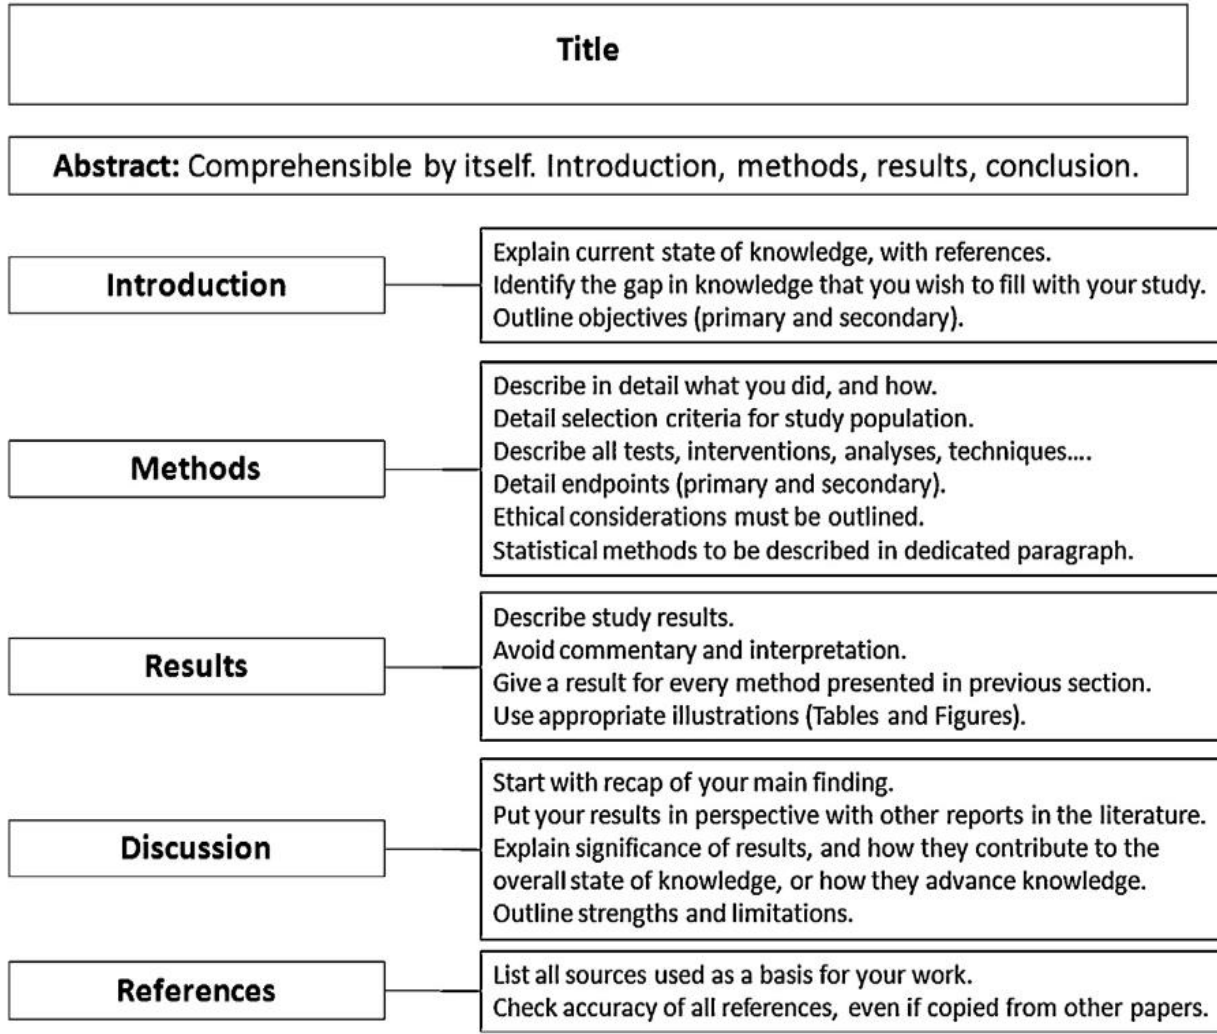 Title
Abstract: Comprehensible by itself. Introduction, methods, results, conclusion.
Introduction
Explain current state of knowledge, with references.
Identify the gap in knowledge that you wish to fill with your study.
Outline objectives (primary and secondary).
Methods
Describe in detail what you did, and how.
Detail selection criteria for study population.
Describe all tests, interventions, analyses, techniques....
Detail endpoints (primary and secondary).
Ethical considerations must be outlined.
Statistical methods to be described in dedicated paragraph.
Results
Describe study results.
Avoid commentary and interpretation.
Give a result for every method presented in previous section.
Use appropriate illustrations (Tables and Figures).
Discussion
Start with recap of your main finding.
Put your results in perspective with other reports in the literature.
Explain significance of results, and how they contribute to the
overall state of knowledge, or how they advance knowledge.
Outline strengths and limitations.
References
List all sources used as a basis for your work.
Check accuracy of all references, even if copied from other papers.